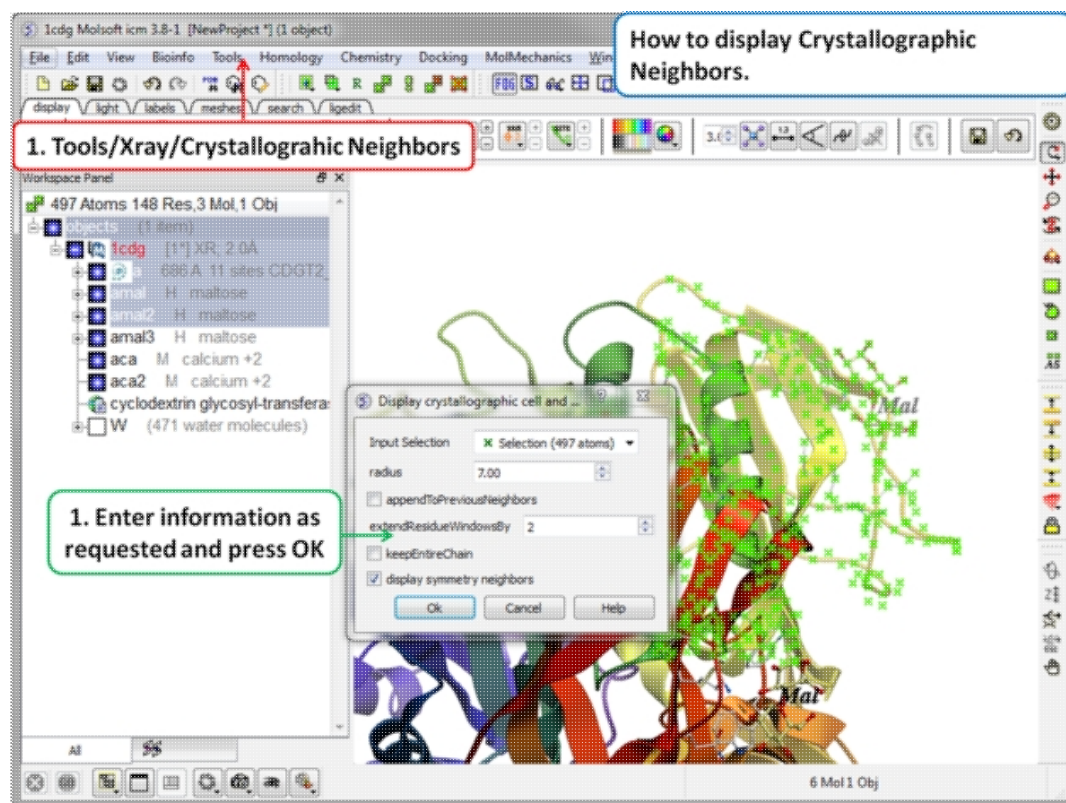 1cdg Molsoft icm 3.8-1 [NewProject *] (1 object)
How to display Crystallographic
Neighbors.
File Edit View Bioinfo Tools Homology Chemistry Docking MolMechanics Win
display light labels meshes search ligedit
1. Tools/Xray/Crystallograhic Neighbors
Workspace Panel
497 Atoms 148 Res,3 Mol,1 Obj
objects (1 item)
1cdg [1*] XR, 2.0Å
a 686 A 11 sites CDGT2_
amal H maltose
amal2 H maltose
amal3 H maltose
aca M calcium +2
aca2 M calcium +2
cyclodextrin glycosyl-transfera
W (471 water molecules)
Mal
Display crystallographic cell and ...
Input Selection Selection (497 atoms)
radius 7.00
appendToPreviousNeighbors
1. Enter information as
requested and press OK
extendResidueWindowsBy 2
keepEntireChain
display symmetry neighbors
Ok Cancel Help
Mal
All
6 Mol 1 Obj